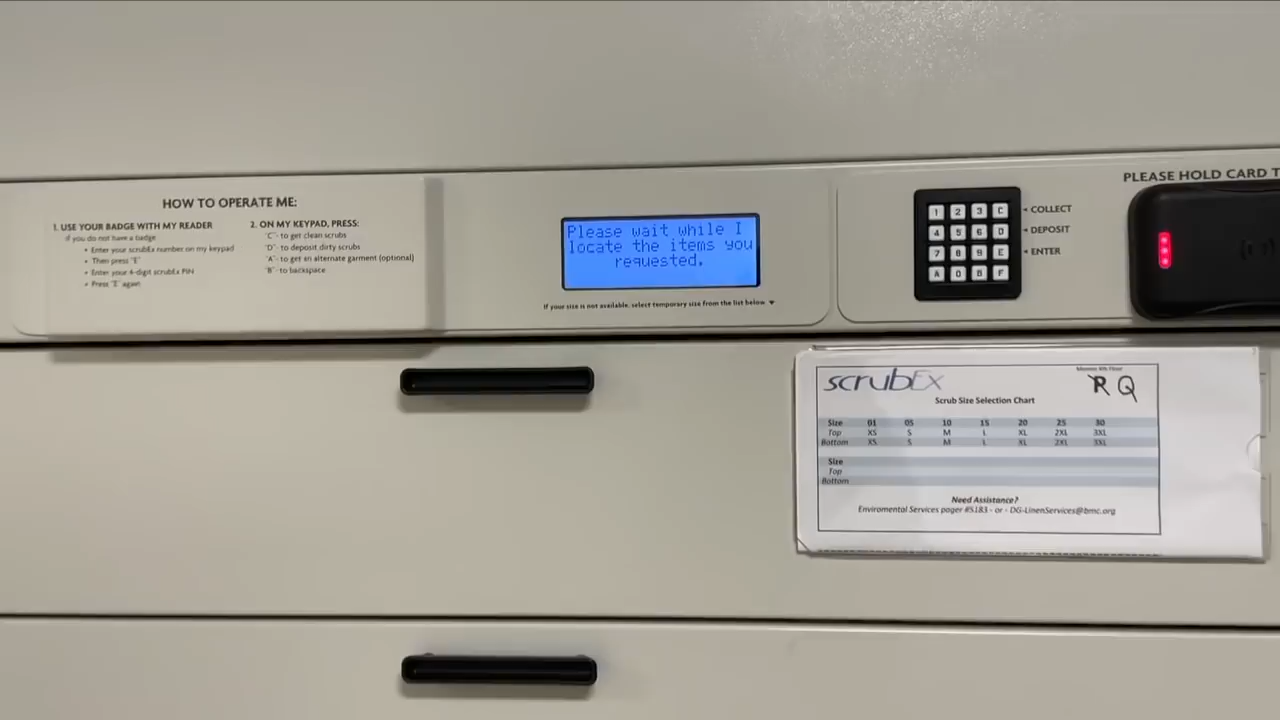 HOW TO OPERATE ME:
1. USE YOUR BADGE WITH MY READER
if you do not have a badge
• Enter your scrubEx number on my keypad
• Then press "E"
• Enter your 4-digit scrubEx PIN
• Press "E" again
2. ON MY KEYPAD, PRESS:
"C"- to get clean scrubs
"D"- to deposit dirty scrubs
"A"- to get an alternate garment (optional)
"B"- to backspace
Please wait while I
locate the items you
requested.
If your size is not available, select temporary size from the list below. ▼
1 2 3 C
4 5 6 D
7 8 9 E
A 0 B F
COLLECT
DEPOSIT
ENTER
PLEASE HOLD CARD T
scrubEx
R Q
Scrub Size Selection Chart
Size 01 05 10 15 20 25 30
Top XS S M L XL 2XL 3XL
Bottom XS S M L XL 2XL 3XL
Size
Top
Bottom
Need Assistance?
Enviromental Services pager #5183 - or - DG-LinenServices@bmc.org